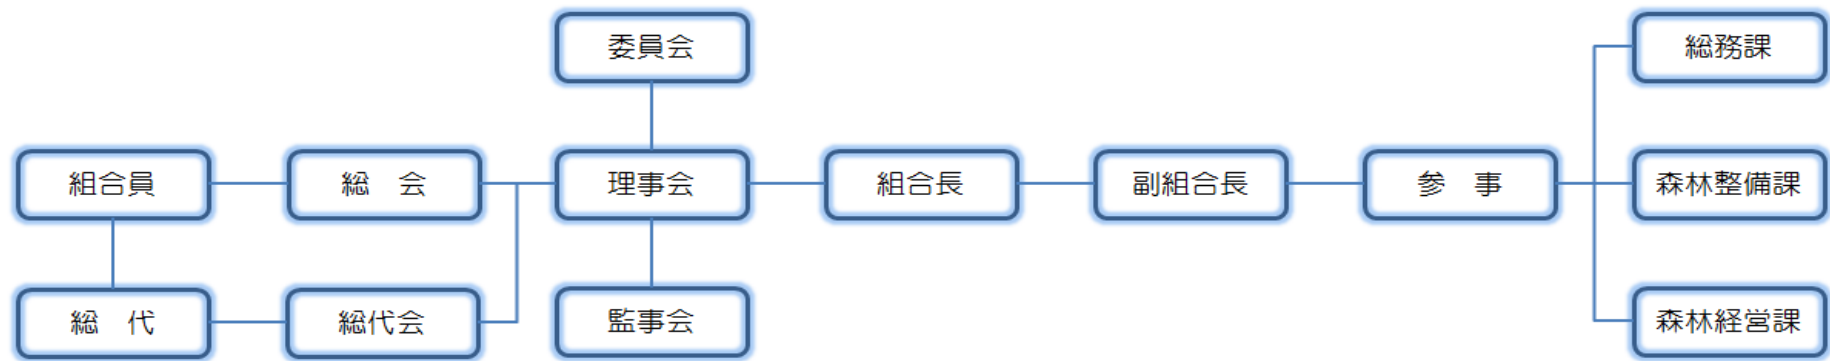 委員会
総務課
組合員
総　会
理事会
組合長
副組合長
参　事
森林整備課
総　代
総代会
監事会
森林経営課